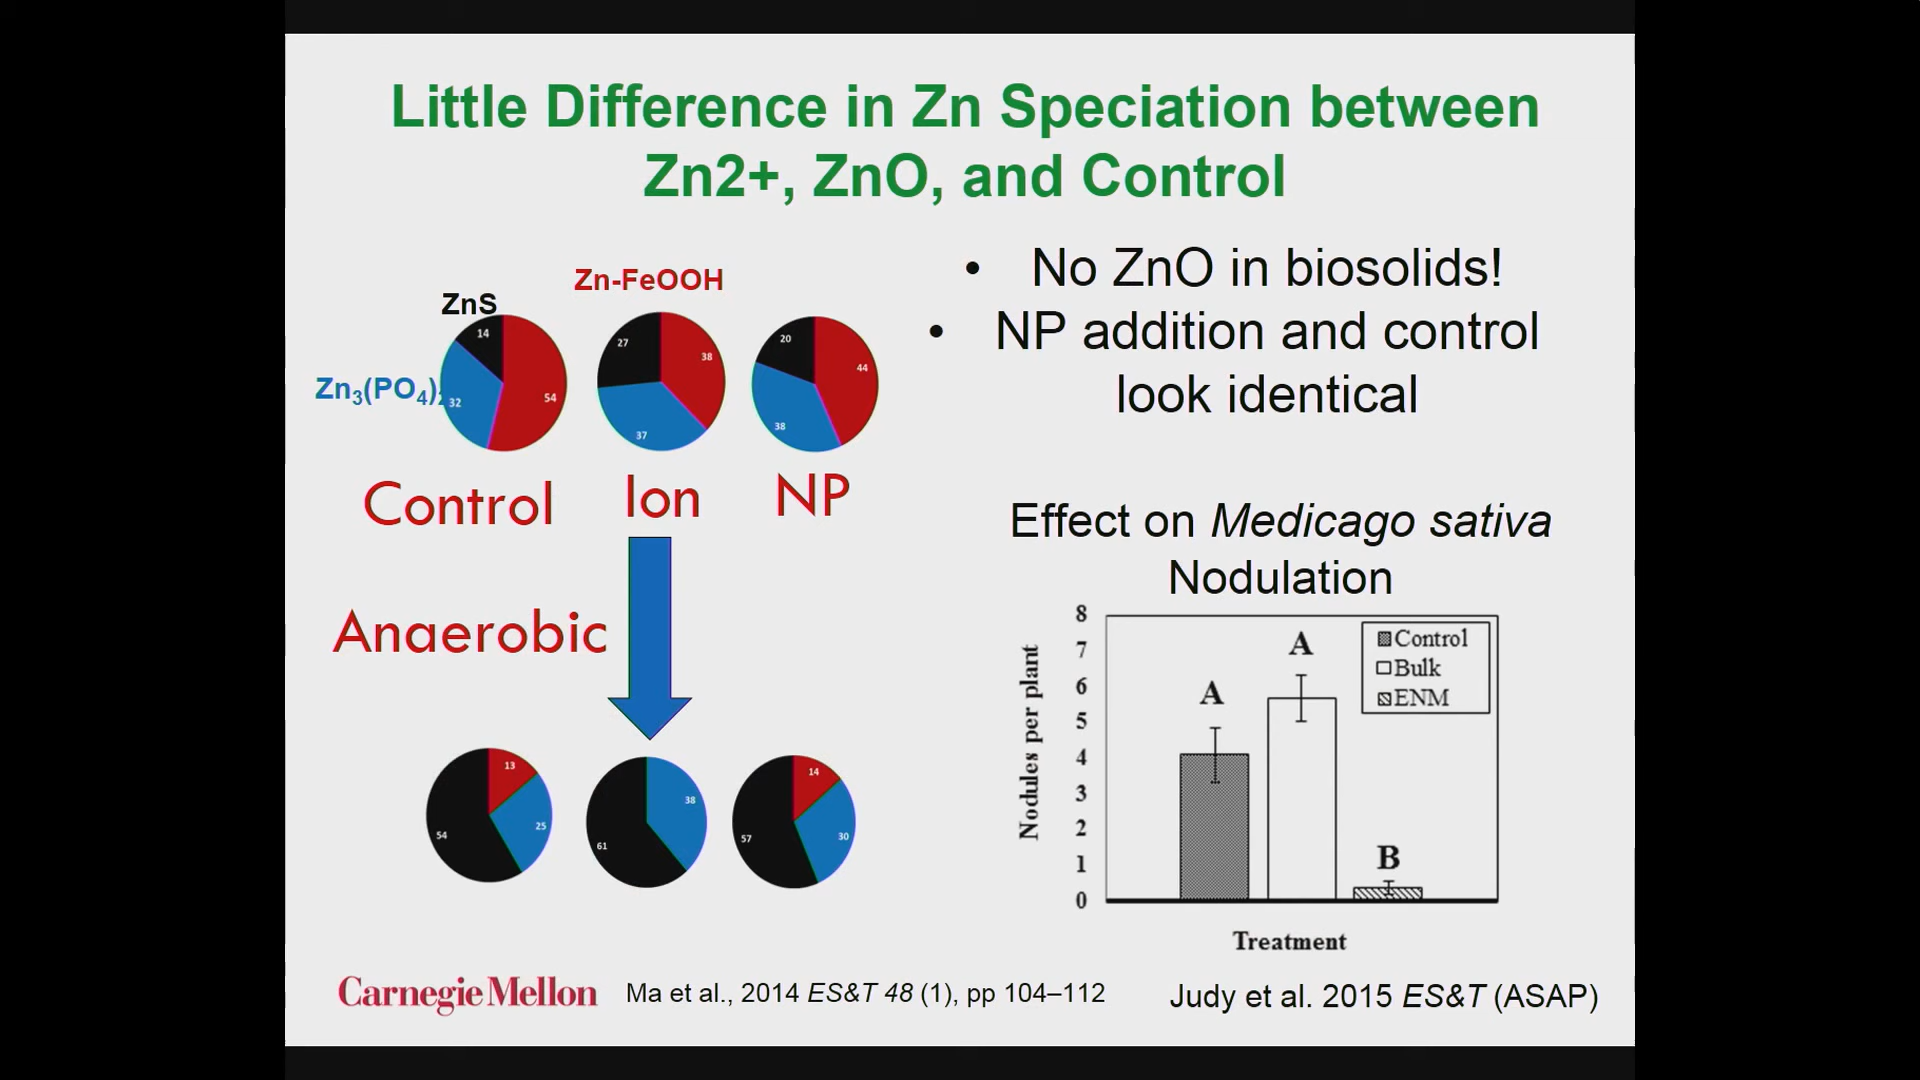 Little Difference in Zn Speciation between
Zn2+, ZnO, and Control
ZnS
Zn-FeOOH
Zn3(PO4)2
14
32
54
27
38
37
20
44
38
Control
Ion
NP
Anaerobic
13
25
54
38
61
14
30
57
• No ZnO in biosolids!
• NP addition and control
look identical
Effect on Medicago sativa
Nodulation
Nodules per plant
8
7
6
5
4
3
2
1
0
A
A
B
Control
Bulk
ENM
Treatment
Carnegie Mellon
Ma et al., 2014 ES&T 48 (1), pp 104–112
Judy et al. 2015 ES&T (ASAP)